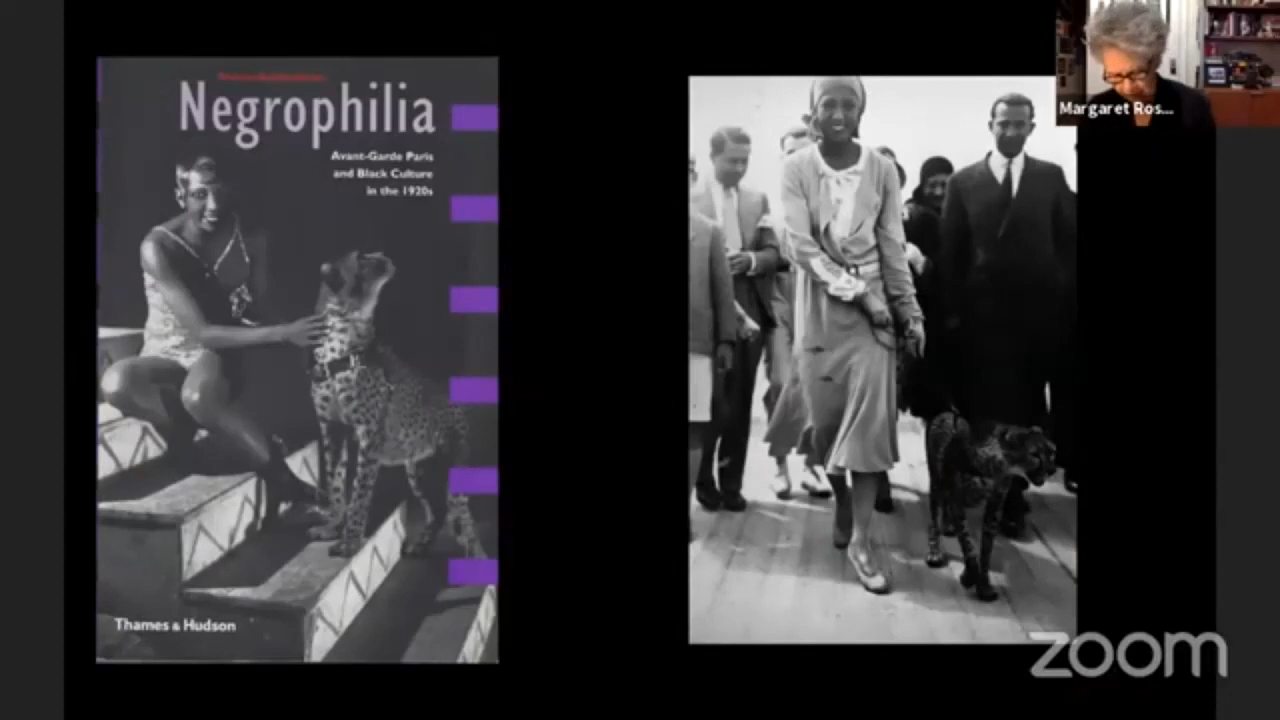 Negrophilia
Avant-Garde Paris
and Black Culture
in the 1920s
Thames & Hudson
Margaret Ros...
zoom